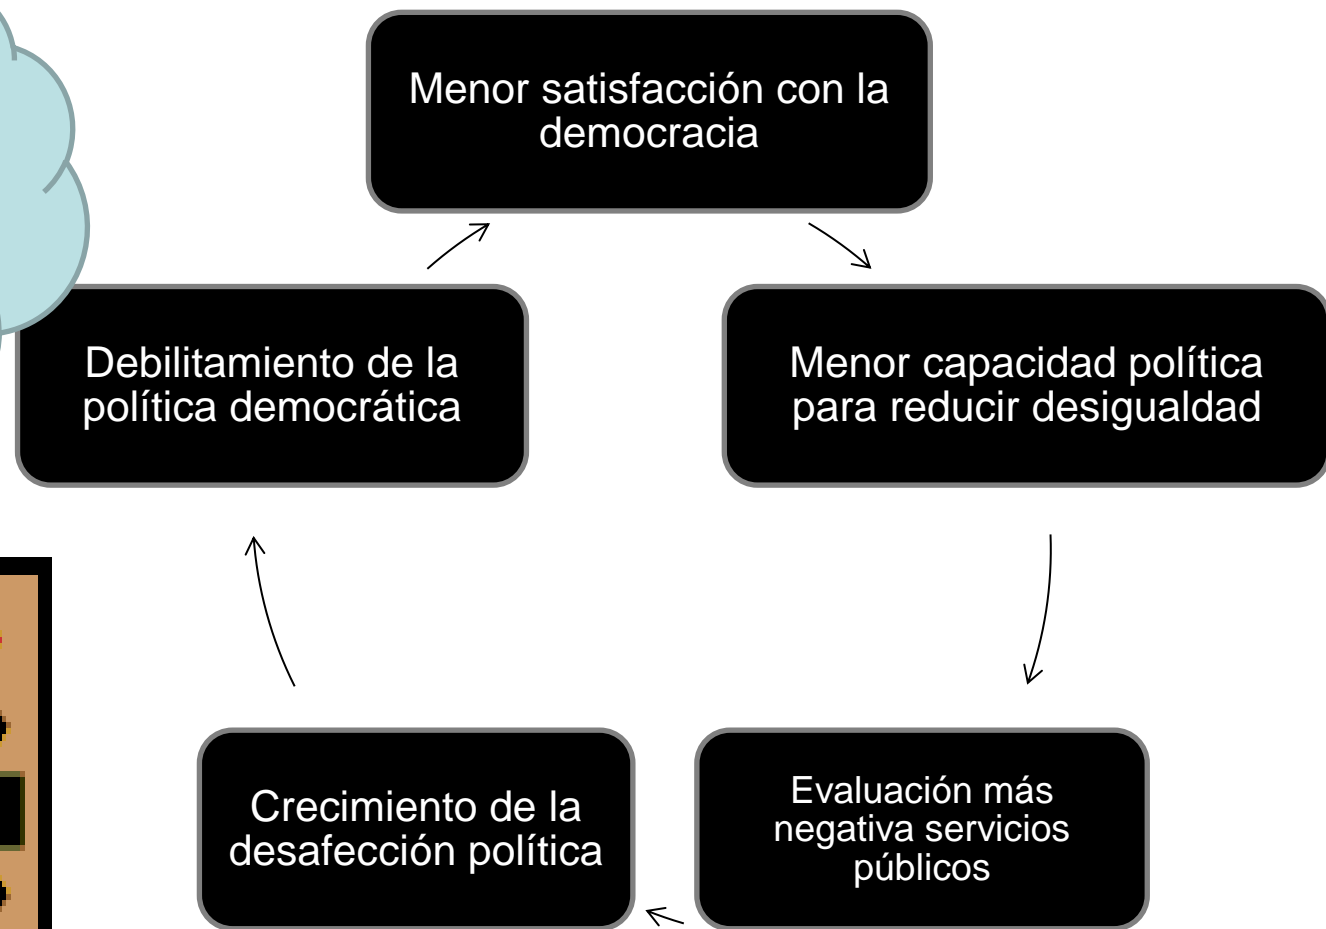 Menor satisfacción con la
democracia
Debilitamiento de la
política democrática
Menor capacidad política
para reducir desigualdad
Crecimiento de la
desafección política
Evaluación más
negativa servicios
públicos